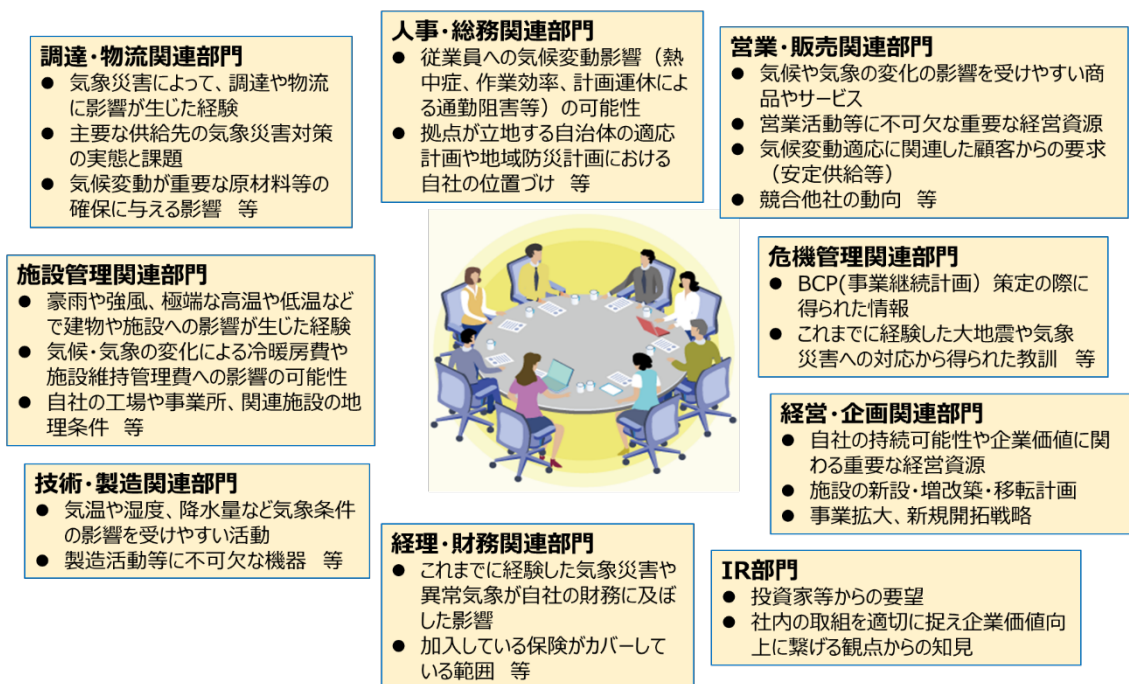 調達・物流関連部門
● 気象災害によって、調達や物流
に影響が生じた経験
● 主要な供給先の気象災害対策
の実態と課題
● 気候変動が重要な原材料等の
確保に与える影響 等
人事・総務関連部門
● 従業員への気候変動影響（熱
中症、作業効率、計画運休によ
る通勤阻害等）の可能性
● 拠点が立地する自治体の適応
計画や地域防災計画における
自社の位置づけ 等
営業・販売関連部門
● 気候や気象の変化の影響を受けやすい商
品やサービス
● 営業活動等に不可欠な重要な経営資源
● 気候変動適応に関連した顧客からの要求
（安定供給等）
● 競合他社の動向 等
施設管理関連部門
● 豪雨や強風、極端な高温や低温など
で建物や施設への影響が生じた経験
● 気候・気象の変化による冷暖房費や
施設維持管理費への影響の可能性
● 自社の工場や事業所、関連施設の地
理条件 等
危機管理関連部門
● BCP(事業継続計画）策定の際に
得られた情報
● これまでに経験した大地震や気象
災害への対応から得られた教訓 等
技術・製造関連部門
● 気温や湿度、降水量など気象条件
の影響を受けやすい活動
● 製造活動等に不可欠な機器 等
経営・企画関連部門
● 自社の持続可能性や企業価値に関
わる重要な経営資源
● 施設の新設・増改築・移転計画
● 事業拡大、新規開拓戦略
経理・財務関連部門
● これまでに経験した気象災害や
異常気象が自社の財務に及ぼ
した影響
● 加入している保険がカバーして
いる範囲 等
IR部門
● 投資家等からの要望
● 社内の取組を適切に捉え企業価値向
上に繋げる観点からの知見